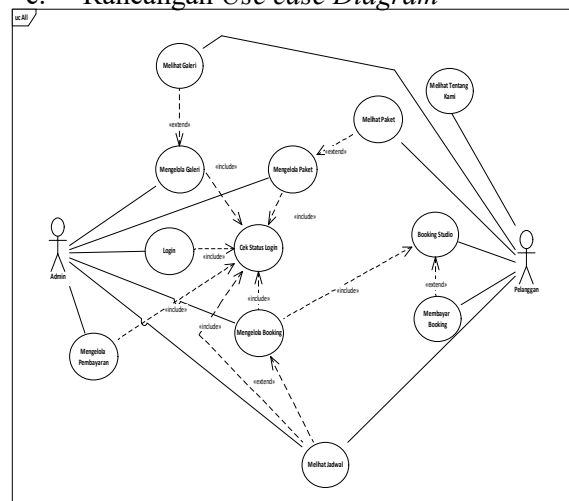 c. Rancangan Use case Diagram
uc All
Melihat Galeri
Melihat Tentang
Kami
Melihat Paket
«extend»
«extend»
Mengelola Galeri
«include»
Mengelola Paket
«include»
Booking Studio
Login
«include»
Cek Status Login
Admin
Pelanggan
«include»
«extend»
«include»
«include»
«include»
Membayar
Booking
Mengelola Booking
Mengelola
Pembayaran
«extend»
Melihat Jadwal